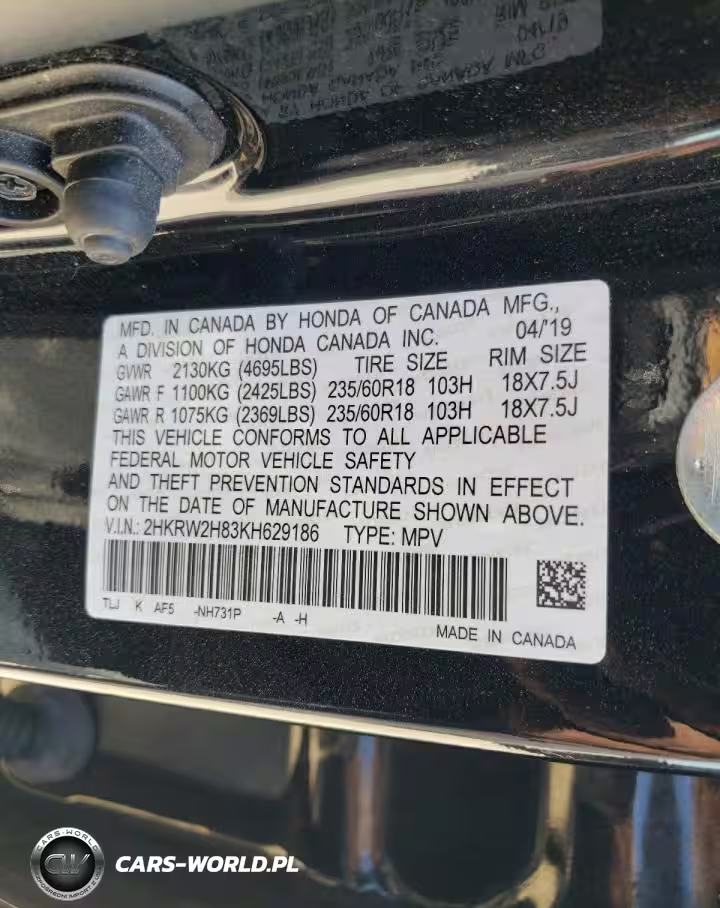 MFD. IN CANADA BY HONDA OF CANADA MFG.,
A DIVISION OF HONDA CANADA INC. 04/'19
GVWR 2130KG (4695LBS) TIRE SIZE RIM SIZE
GAWR F 1100KG (2425LBS) 235/60R18 103H 18X7.5J
GAWR R 1075KG (2369LBS) 235/60R18 103H 18X7.5J
THIS VEHICLE CONFORMS TO ALL APPLICABLE
FEDERAL MOTOR VEHICLE SAFETY
AND THEFT PREVENTION STANDARDS IN EFFECT
ON THE DATE OF MANUFACTURE SHOWN ABOVE.
V.I.N.: 2HKRW2H83KH629186 TYPE: MPV
TLJ K AF5 -NH731P -A -H
MADE IN CANADA
CARS-WORLD
CW
CARS-WORLD.PL